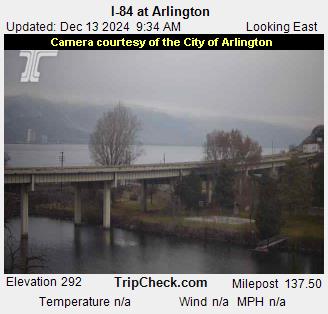 I-84 at Arlington
Updated: Dec 13 2024 9:34 AM Looking East
Camera courtesy of the City of Arlington
Elevation 292 TripCheck.com Milepost 137.50
Temperature n/a Wind n/a MPH n/a